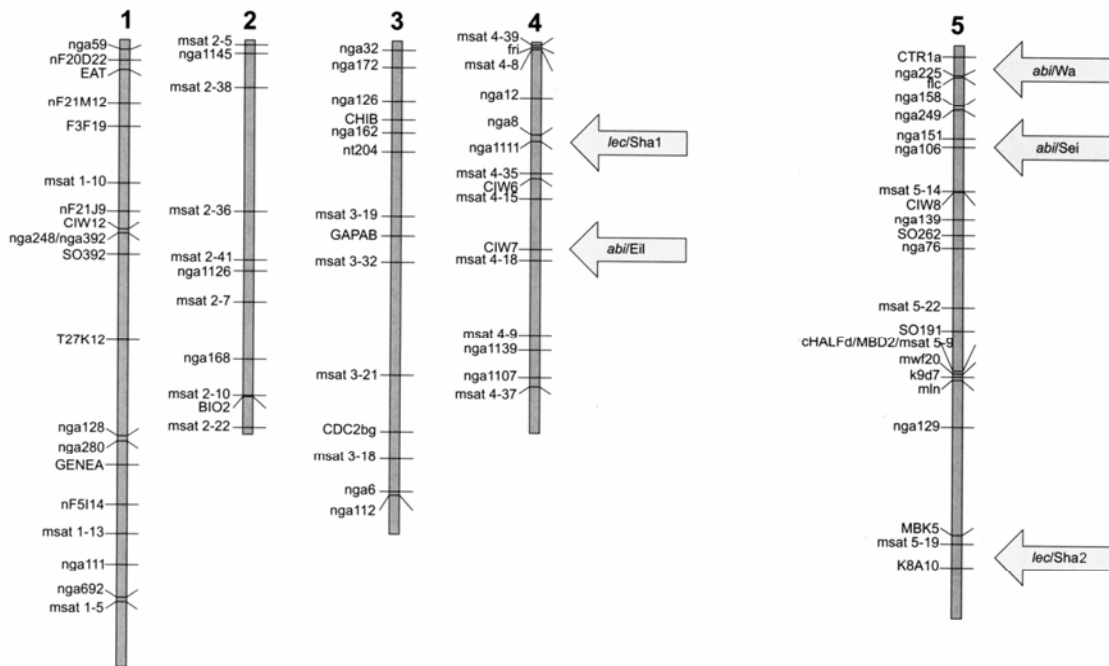 1
nga59
nF20D22
EAT
nF21M12
F3F19
msat 1-10
nF21J9
CIW12
nga248/nga392
SO392
T27K12
nga128
nga280
GENEA
nF5I14
msat 1-13
nga111
nga692
msat 1-5
2
msat 2-5
nga1145
msat 2-38
msat 2-36
msat 2-41
nga1126
msat 2-7
nga168
msat 2-10
BIO2
msat 2-22
3
nga32
nga172
nga126
CHIB
nga162
nt204
msat 3-19
GAPAB
msat 3-32
msat 3-21
CDC2bg
msat 3-18
nga6
nga112
4
msat 4-39
fri
msat 4-8
nga12
nga8
nga1111
msat 4-35
CIW6
msat 4-15
CIW7
msat 4-18
msat 4-9
nga1139
nga1107
msat 4-37
lec/Sha1
abi/Eil
5
CTR1a
nga225
flc
nga158
nga249
nga151
nga106
msat 5-14
CIW8
nga139
SO262
nga76
msat 5-22
SO191
cHALFd/MBD2/msat 5-9
mwf20
k9d7
mln
nga129
MBK5
msat 5-19
K8A10
abi/Wa
abi/Sei
lec/Sha2